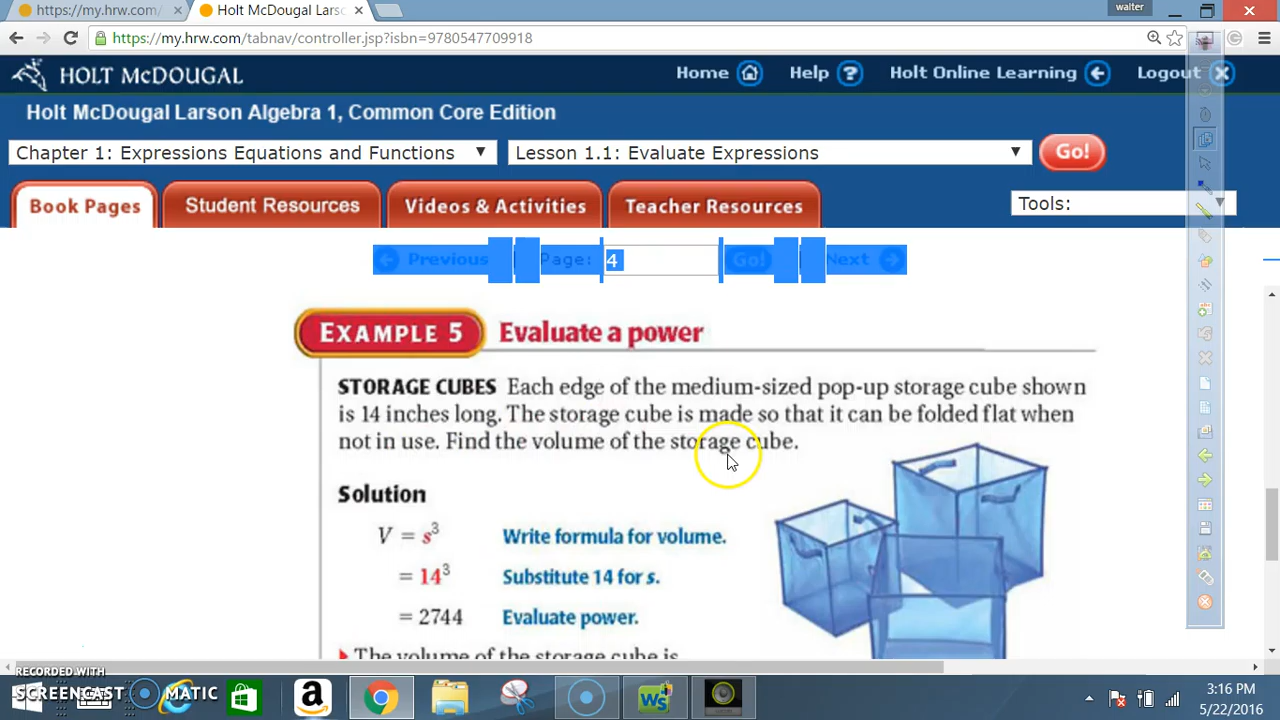 https://my.hrw.com/
Holt McDougal Lars
walter
https://my.hrw.com/tabnav/controller.jsp?isbn=9780547709918
HOLT MCDOUGAL
Home
Help
Holt Online Learning
Logout
Holt McDougal Larson Algebra 1, Common Core Edition
Chapter 1: Expressions Equations and Functions
Lesson 1.1: Evaluate Expressions
Go!
Book Pages
Student Resources
Videos & Activities
Teacher Resources
Tools:
Previous
Page: 4
Go!
Next
EXAMPLE 5 Evaluate a power
STORAGE CUBES Each edge of the medium-sized pop-up storage cube shown
is 14 inches long. The storage cube is made so that it can be folded flat when
not in use. Find the volume of the storage cube.
Solution
V = s³ Write formula for volume.
= 14³ Substitute 14 for s.
= 2744 Evaluate power.
The volume of the storage cube is
RECORDED WITH
SCREENCAST MATIC
3:16 PM
5/22/2016